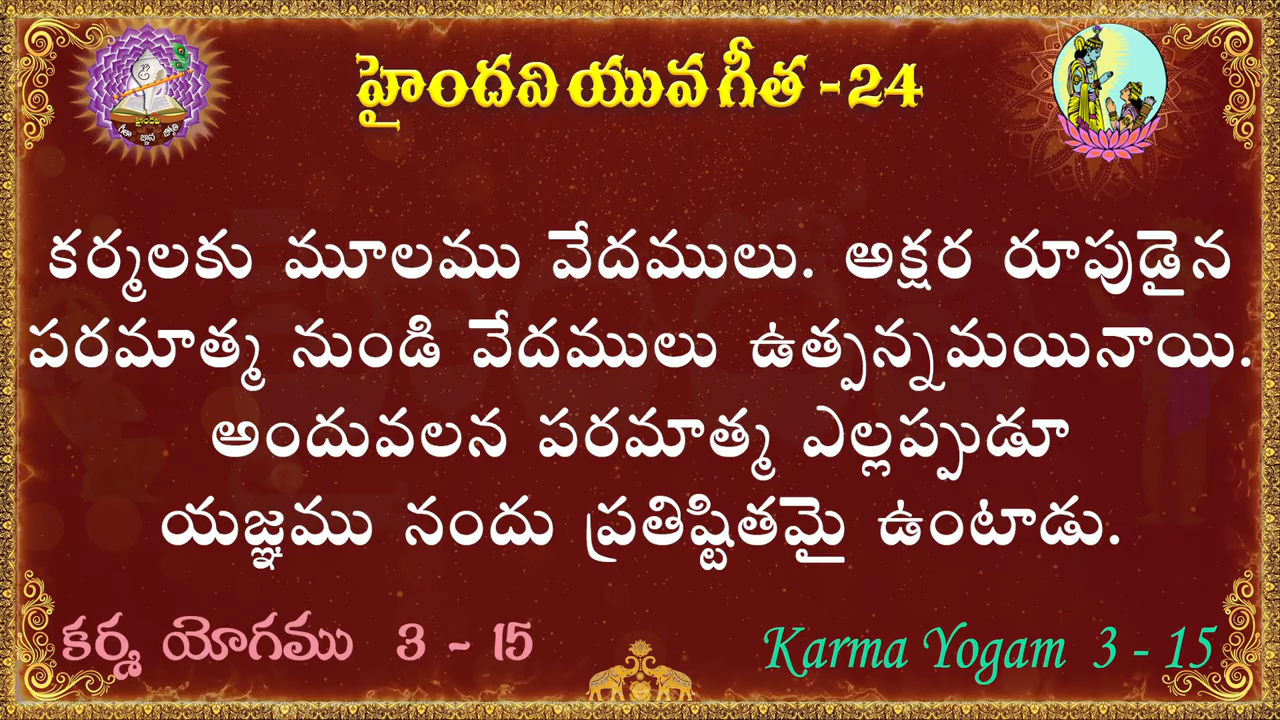 హైందవి యువ గీత - 24
కర్మలకు మూలము వేదములు. అక్షర రూపుడైన
పరమాత్మ నుండి వేదములు ఉత్పన్నమయినాయి.
అందువలన పరమాత్మ ఎల్లప్పుడూ
యజ్ఞము నందు ప్రతిష్టితమై ఉంటాడు.
కర్మ యోగము 3 - 15
Karma Yogam 3 - 15
హైందవి
గీతా జ్ఞాన జ్యోతి